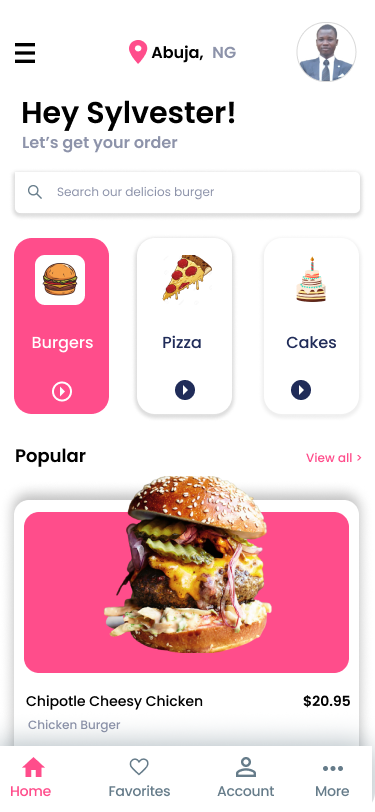 Abuja, NG
Hey Sylvester!
Let's get your order
Search our delicios burger
Burgers Pizza Cakes
Popular View all >
Chipotle Cheesy Chicken $20.95
Chicken Burger
Home Favorites Account More